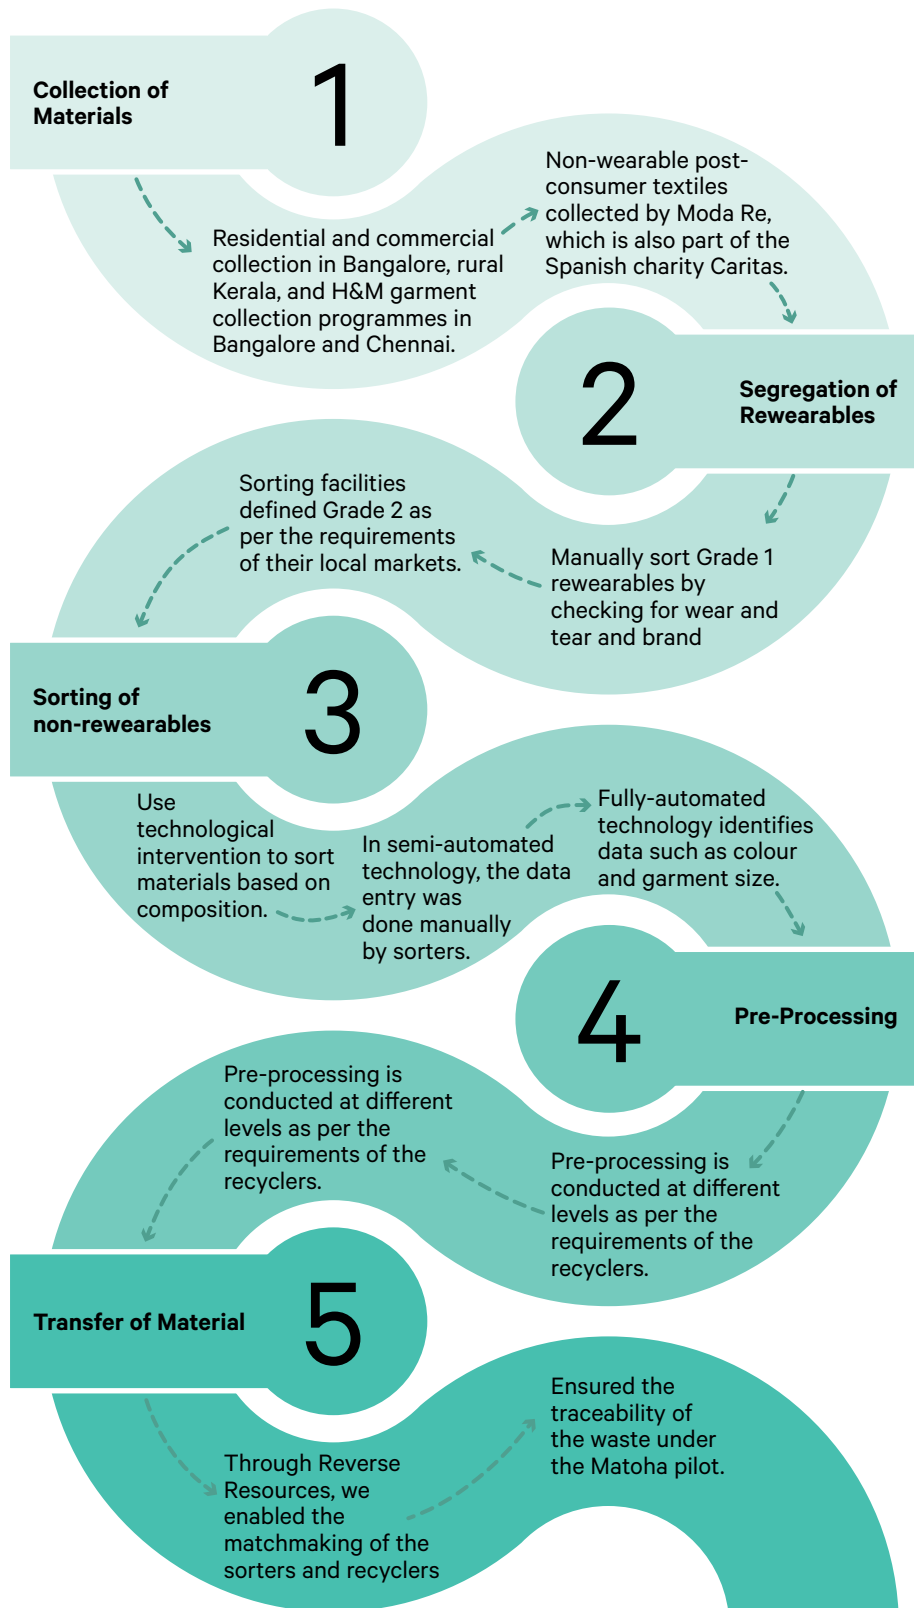 1
Collection of
Materials
Residential and commercial
collection in Bangalore, rural
Kerala, and H&M garment
collection programmes in
Bangalore and Chennai.
Non-wearable post-
consumer textiles
collected by Moda Re,
which is also part of the
Spanish charity Caritas.
2
Segregation of
Rewearables
Manually sort Grade 1
rewearables by
checking for wear and
tear and brand
Sorting facilities
defined Grade 2 as
per the requirements
of their local markets.
3
Sorting of
non-rewearables
Use
technological
intervention to sort
materials based on
composition.
In semi-automated
technology, the data
entry was
done manually
by sorters.
Fully-automated
technology identifies
data such as colour
and garment size.
4
Pre-Processing
Pre-processing is
conducted at different
levels as per the
requirements of the
recyclers.
Pre-processing is
conducted at different
levels as per the
requirements of the
recyclers.
5
Transfer of Material
Through Reverse
Resources, we
enabled the
matchmaking of the
sorters and recyclers
Ensured the
traceability of
the waste under
the Matoha pilot.